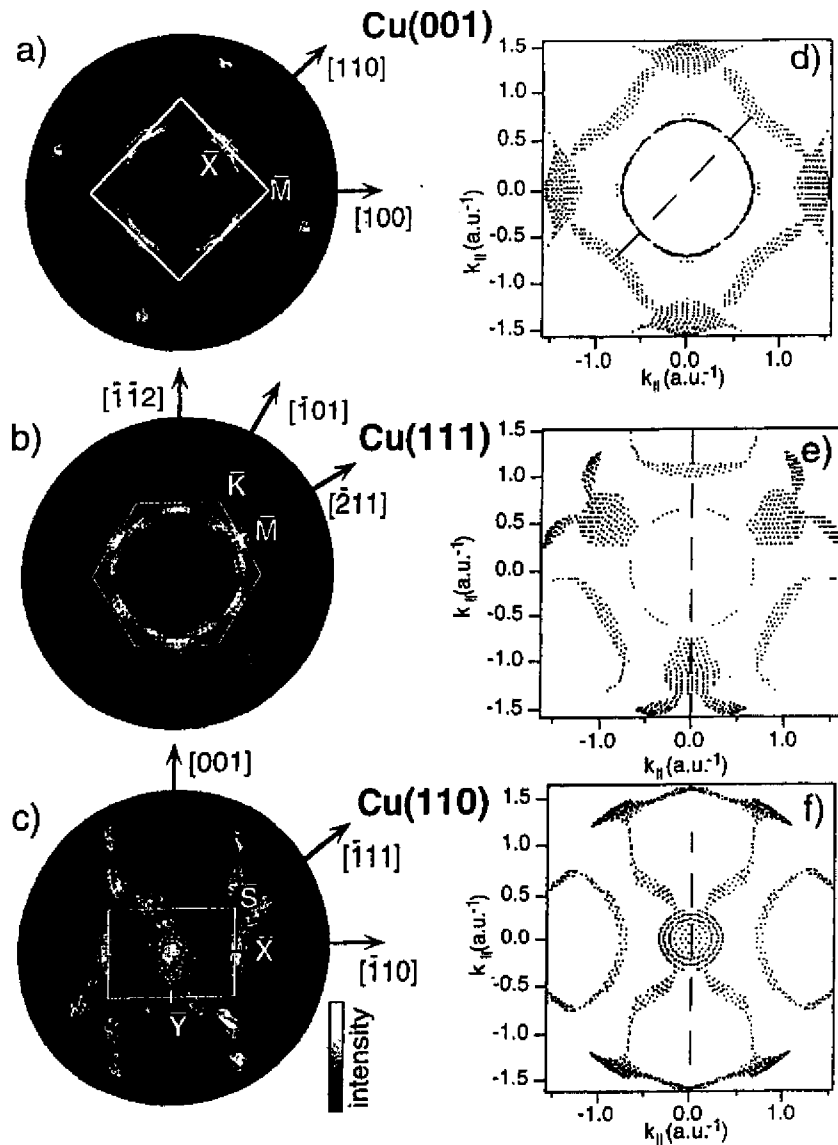 Cu(001)
a)
[110]
X̄
M̄
[100]
d)
1.5
1.0
0.5
0.0
-0.5
-1.0
-1.5
k|| (a.u.-1)
-1.0 0.0 1.0
k|| (a.u.-1)
[1̄1̄2]
[1̄01]
Cu(111)
b)
K̄
M̄
[2̄11]
e)
1.5
1.0
0.5
0.0
-0.5
-1.0
-1.5
k|| (a.u.-1)
-1.0 0.0 1.0
k|| (a.u.-1)
[001]
Cu(110)
c)
[1̄11]
S̄
X̄
[1̄10]
Ȳ
intensity
f)
1.5
1.0
0.5
0.0
-0.5
-1.0
-1.5
k|| (a.u.-1)
-1.0 0.0 1.0
k|| (a.u.-1)